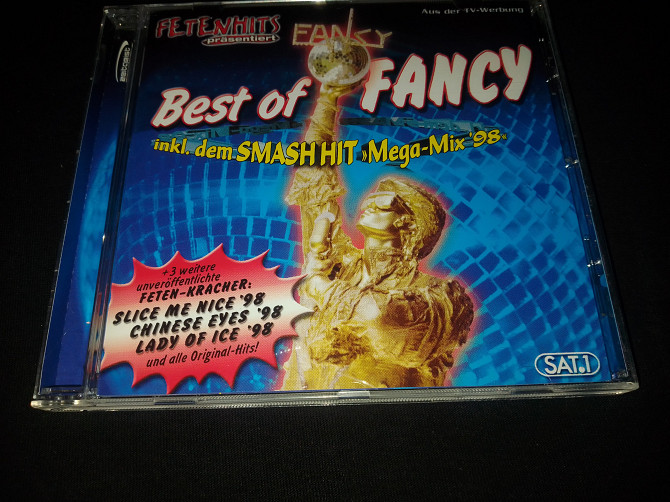 FETENHITS
präsentiert
FANCY
Aus der TV-Werbung
Best of FANCY
inkl. dem SMASH HIT »Mega-Mix '98«
+3 weitere
unveröffentlichte
FETEN-KRACHER:
SLICE ME NICE '98
CHINESE EYES '98
LADY OF ICE '98
und alle Original-Hits!
SAT.1